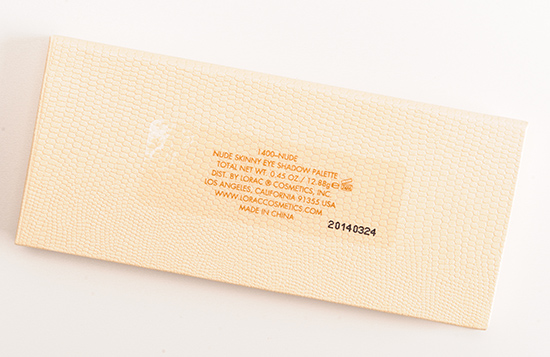 1400–NUDE
NUDE SKINNY EYE SHADOW PALETTE
TOTAL NET WT. 0.45 OZ./12.88g ℮
DIST. BY LORAC ® COSMETICS, INC.
LOS ANGELES, CALIFORNIA 91355 USA
WWW.LORACCOSMETICS.COM
MADE IN CHINA
20140324